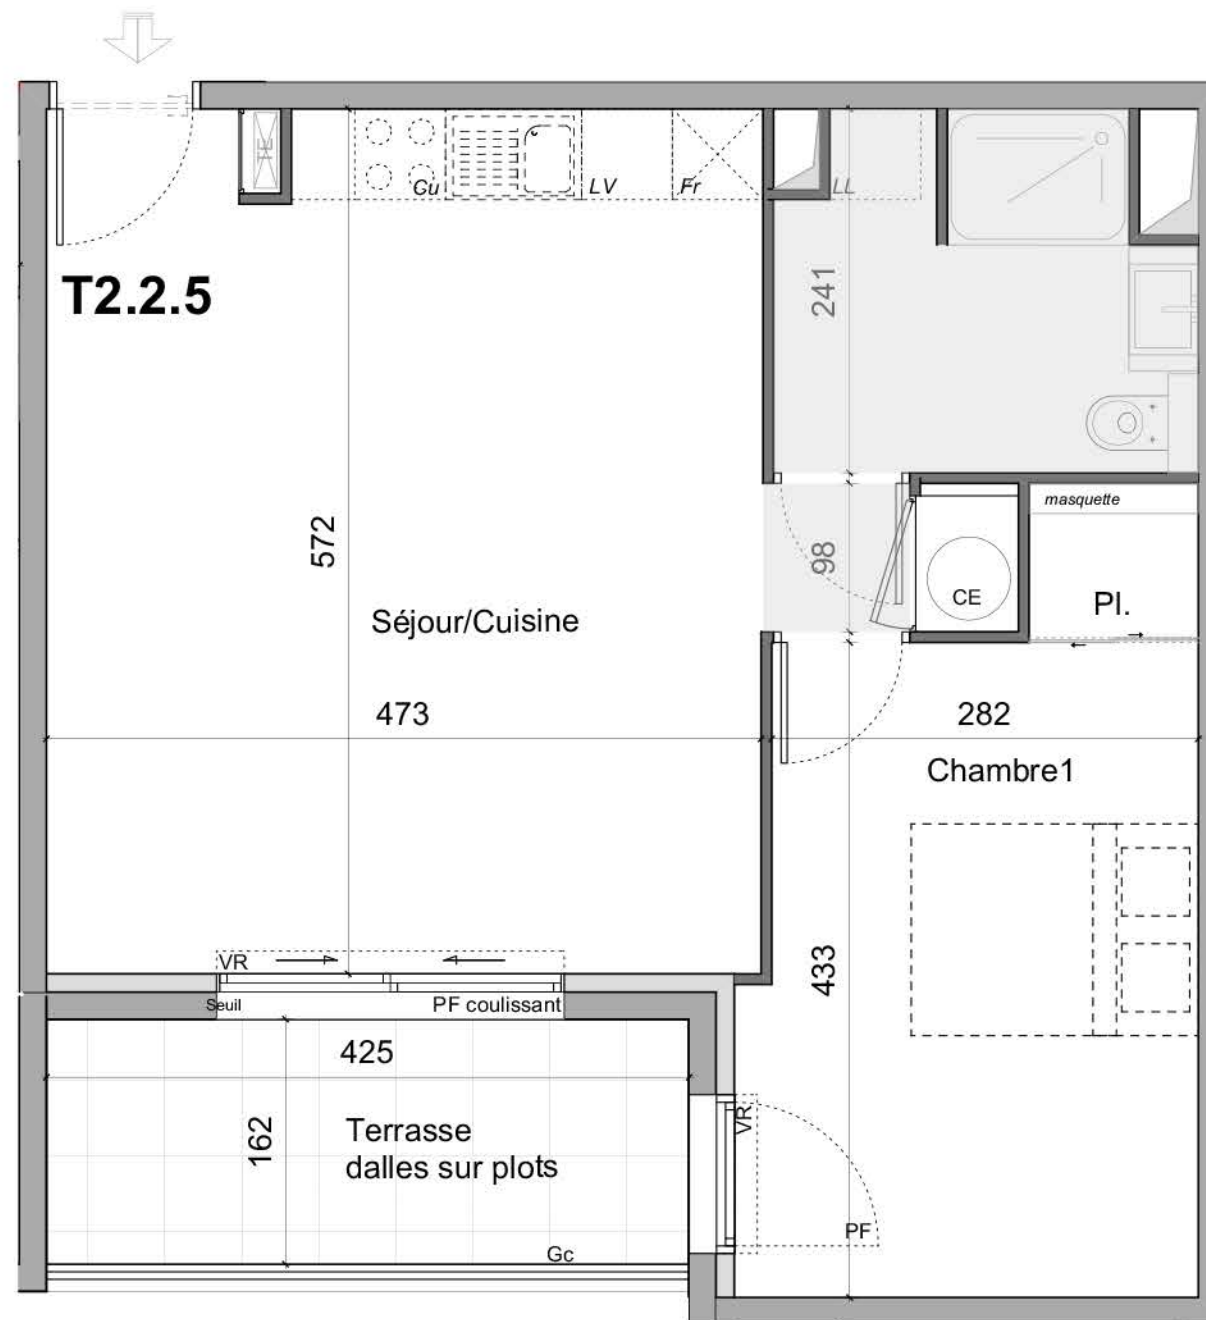 TE
Cu
LV
Fr
LL
T2.2.5
241
masquette
572
98
CE
Pl.
Séjour/Cuisine
473
282
Chambre1
433
VR
Seuil
PF coulissant
425
162
Terrasse
dalles sur plots
VR
PF
Gc